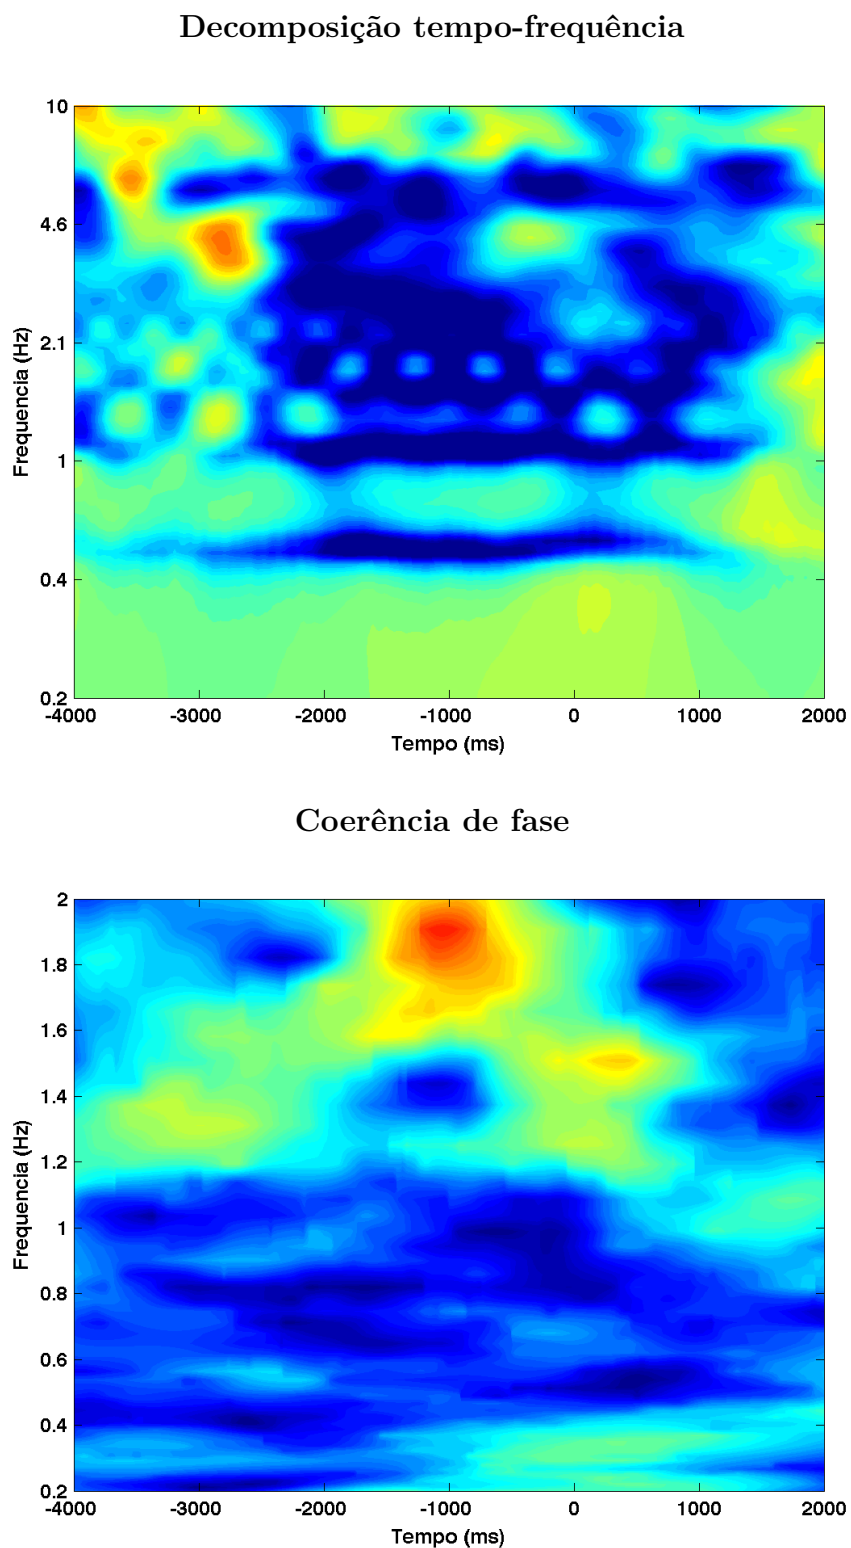 Decomposição tempo-frequência
10
4.6
2.1
1
0.4
0.2
Frequencia (Hz)
-4000 -3000 -2000 -1000 0 1000 2000
Tempo (ms)
Coerência de fase
2
1.8
1.6
1.4
1.2
1
0.8
0.6
0.4
0.2
Frequencia (Hz)
-4000 -3000 -2000 -1000 0 1000 2000
Tempo (ms)